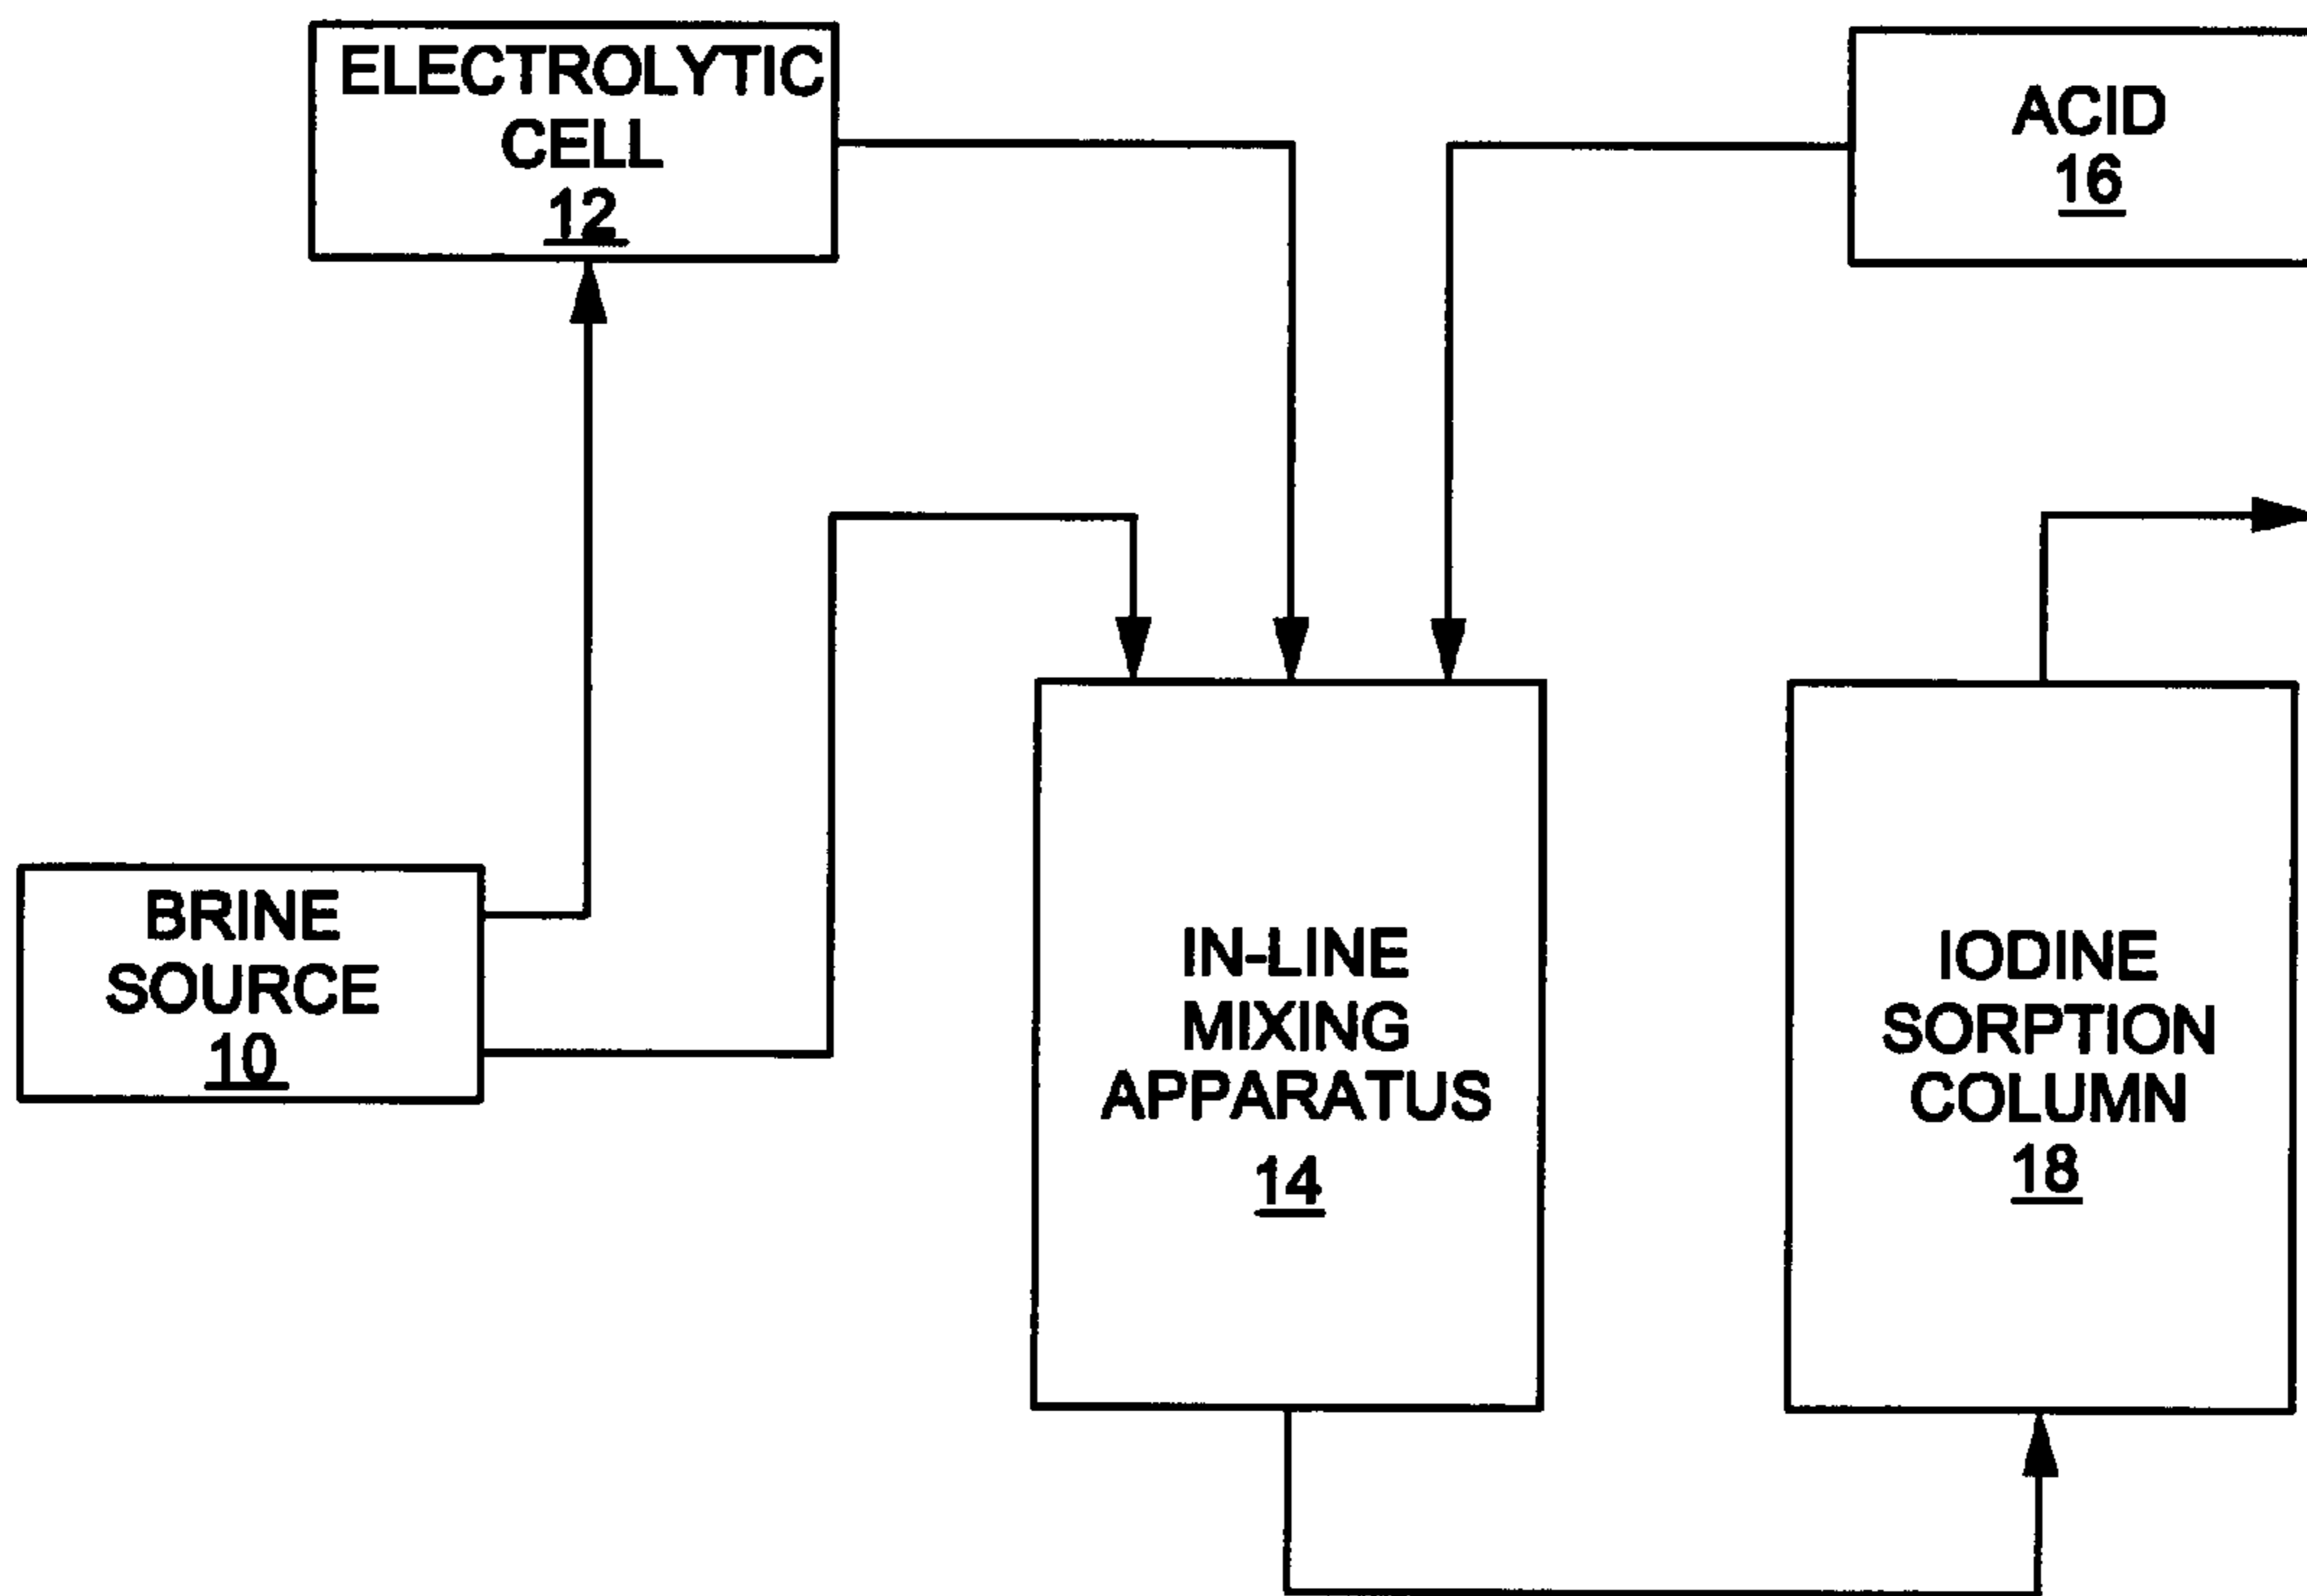 ELECTROLYTIC
CELL
12
ACID
16
BRINE
SOURCE
10
IN-LINE
MIXING
APPARATUS
14
IODINE
SORPTION
COLUMN
18